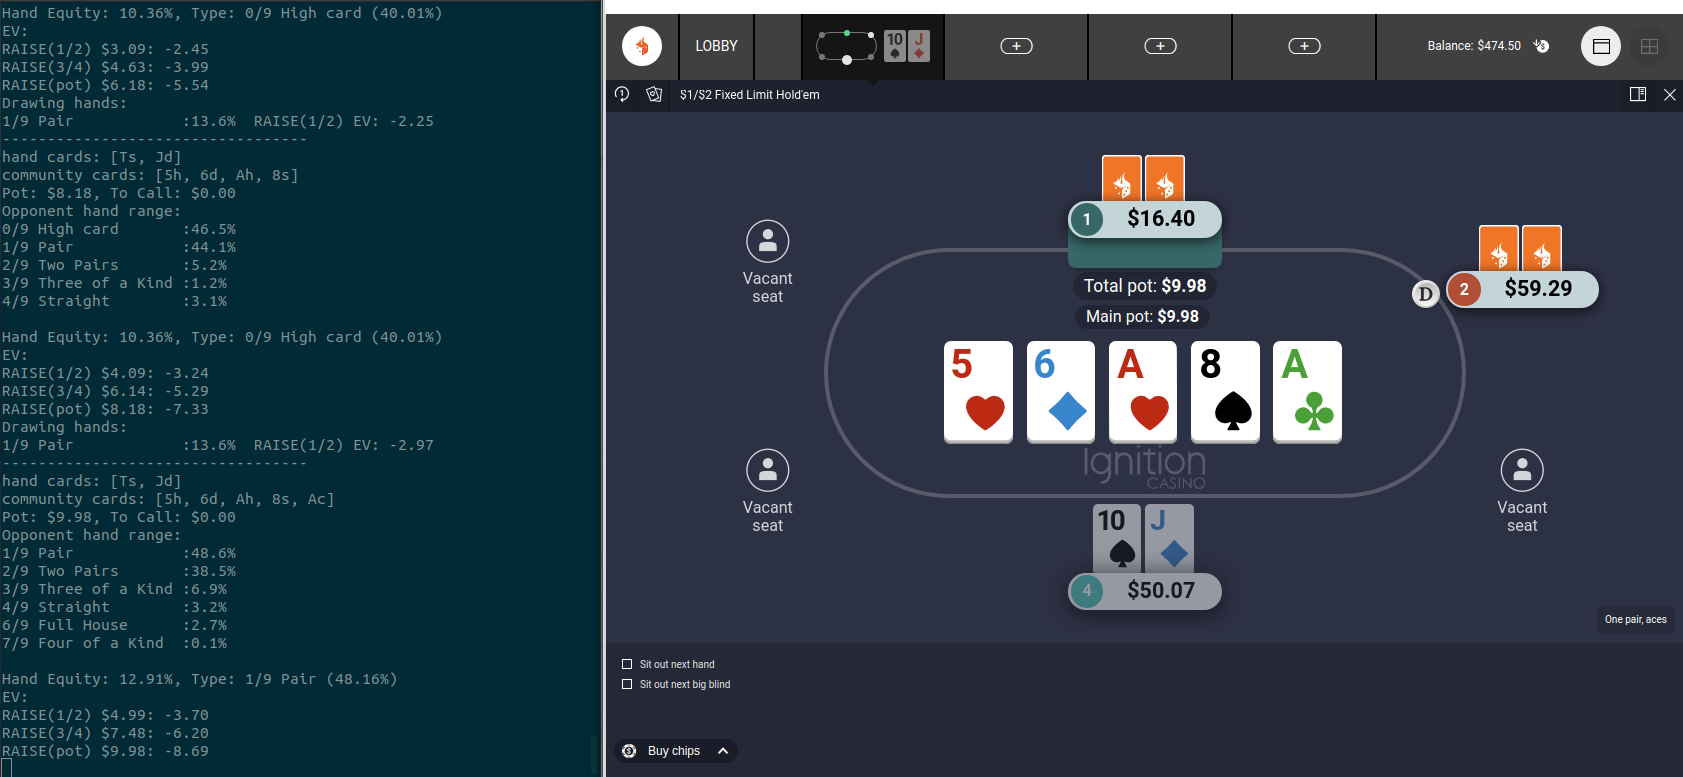 Hand Equity: 10.36%, Type: 0/9 High card (40.01%)
EV:
RAISE(1/2) $3.09: -2.45
RAISE(3/4) $4.63: -3.99
RAISE(pot) $6.18: -5.54
Drawing hands:
1/9 Pair            :13.6%  RAISE(1/2) EV: -2.25
----------------------------------
hand cards: [Ts, Jd]
community cards: [5h, 6d, Ah, 8s]
Pot: $8.18, To Call: $0.00
Opponent hand range:
0/9 High card       :46.5%
1/9 Pair            :44.1%
2/9 Two Pairs       :5.2%
3/9 Three of a Kind :1.2%
4/9 Straight        :3.1%
Hand Equity: 10.36%, Type: 0/9 High card (40.01%)
EV:
RAISE(1/2) $4.09: -3.24
RAISE(3/4) $6.14: -5.29
RAISE(pot) $8.18: -7.33
Drawing hands:
1/9 Pair            :13.6%  RAISE(1/2) EV: -2.97
----------------------------------
hand cards: [Ts, Jd]
community cards: [5h, 6d, Ah, 8s, Ac]
Pot: $9.98, To Call: $0.00
Opponent hand range:
1/9 Pair            :48.6%
2/9 Two Pairs       :38.5%
3/9 Three of a Kind :6.9%
4/9 Straight        :3.2%
6/9 Full House      :2.7%
7/9 Four of a Kind  :0.1%
Hand Equity: 12.91%, Type: 1/9 Pair (48.16%)
EV:
RAISE(1/2) $4.99: -3.70
RAISE(3/4) $7.48: -6.20
RAISE(pot) $9.98: -8.69
LOBBY
10 J
Balance: $474.50
1
$1/$2 Fixed Limit Hold'em
1 $16.40
Vacant
seat
Total pot: $9.98
Main pot: $9.98
D 2 $59.29
5 6 A 8 A
Ignition
CASINO
Vacant
seat
Vacant
seat
10 J
4 $50.07
One pair, aces
Sit out next hand
Sit out next big blind
Buy chips